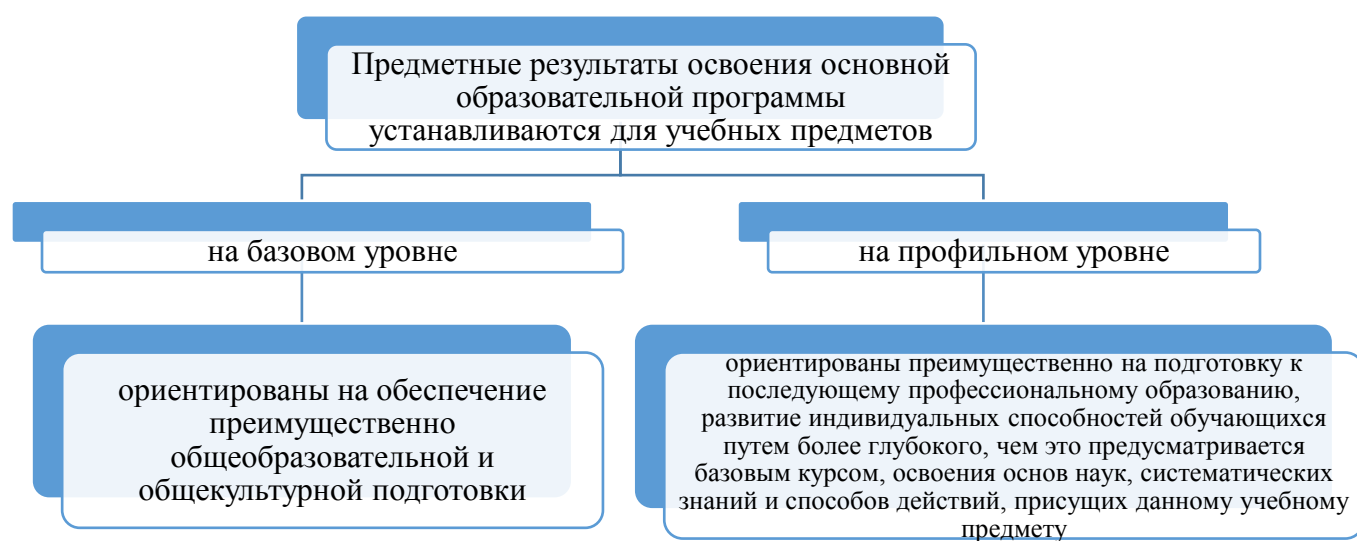 Предметные результаты освоения основной
образовательной программы
устанавливаются для учебных предметов
на базовом уровне
на профильном уровне
ориентированы на обеспечение
преимущественно
общеобразовательной и
общекультурной подготовки
ориентированы преимущественно на подготовку к
последующему профессиональному образованию,
развитие индивидуальных способностей обучающихся
путем более глубокого, чем это предусматривается
базовым курсом, освоения основ наук, систематических
знаний и способов действий, присущих данному учебному
предмету